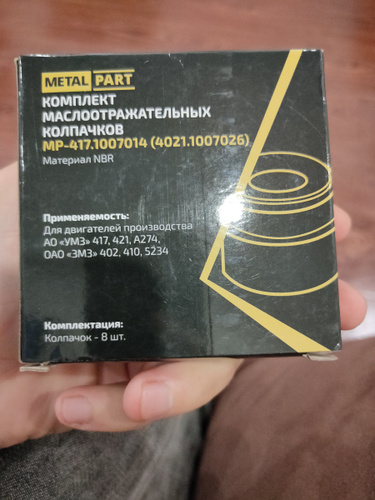 METAL PART
КОМПЛЕКТ
МАСЛООТРАЖАТЕЛЬНЫХ
КОЛПАЧКОВ
МР-417.1007014 (4021.1007026)
Материал NBR
Применяемость:
Для двигателей производства
АО «УМЗ» 417, 421, А274,
ОАО «ЗМЗ» 402, 410, 5234
Комплектация:
Колпачок - 8 шт.